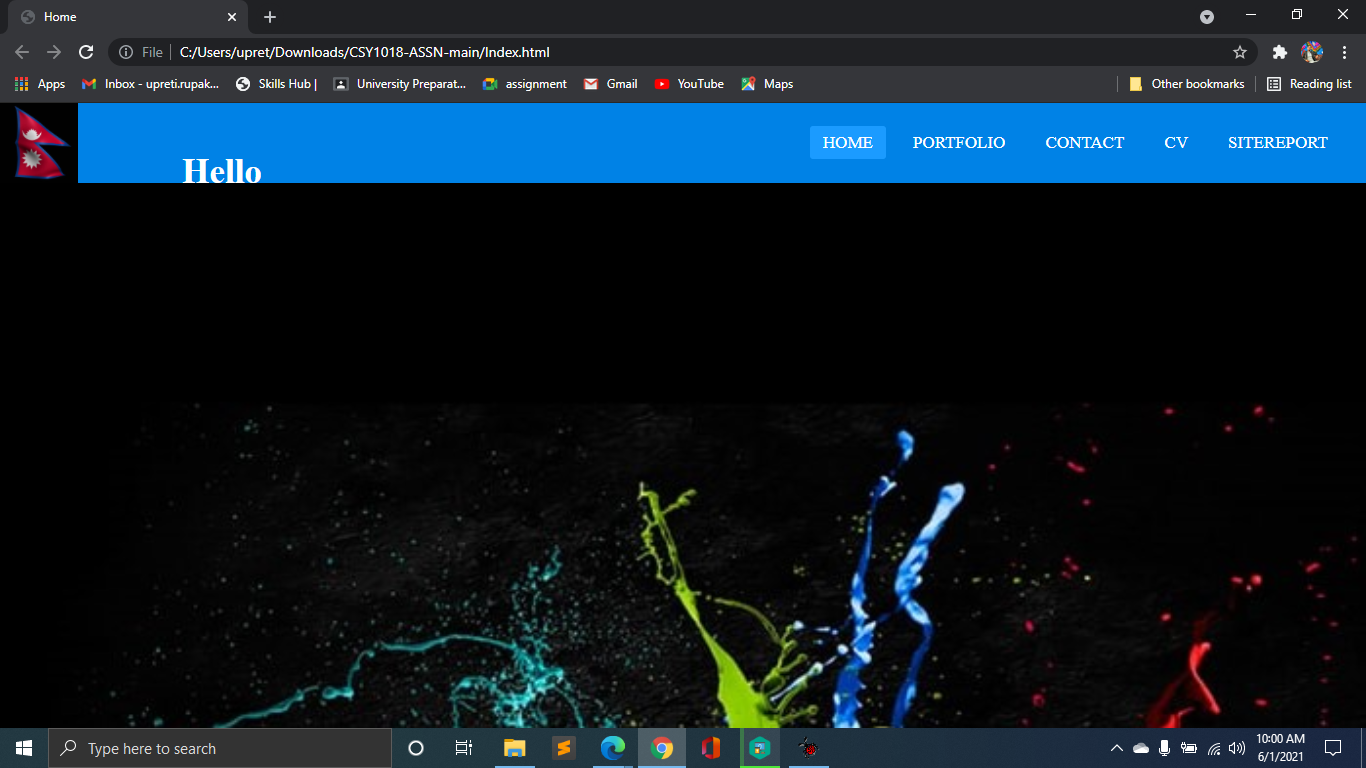 Home
File
C:/Users/upret/Downloads/CSY1018-ASSN-main/Index.html
Apps
Inbox - upreti.rupak...
Skills Hub |
University Preparat...
assignment
Gmail
YouTube
Maps
Other bookmarks
Reading list
HOME
PORTFOLIO
CONTACT
CV
SITEREPORT
Hello
Type here to search
10:00 AM
6/1/2021